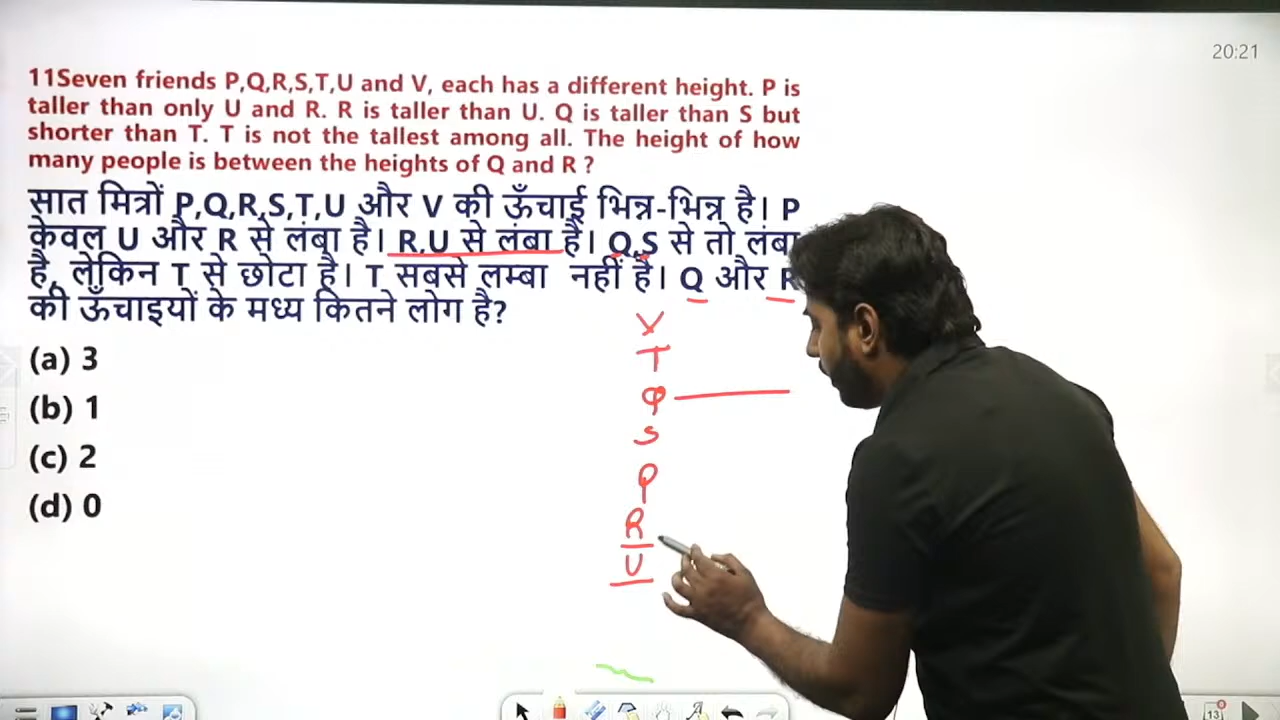 20:21
11Seven friends P,Q,R,S,T,U and V, each has a different height. P is
taller than only U and R. R is taller than U. Q is taller than S but
shorter than T. T is not the tallest among all. The height of how
many people is between the heights of Q and R ?
सात मित्रों P,Q,R,S,T,U और V की ऊँचाई भिन्न-भिन्न है। P
केवल U और R से लंबा है। R,U से लंबा है। Q,S से तो लंबा
है, लेकिन T से छोटा है। T सबसे लम्बा नहीं है। Q और R
की ऊँचाइयों के मध्य कितने लोग है?
(a) 3
(b) 1
(c) 2
(d) 0
V
T
Q
S
P
R
U
13